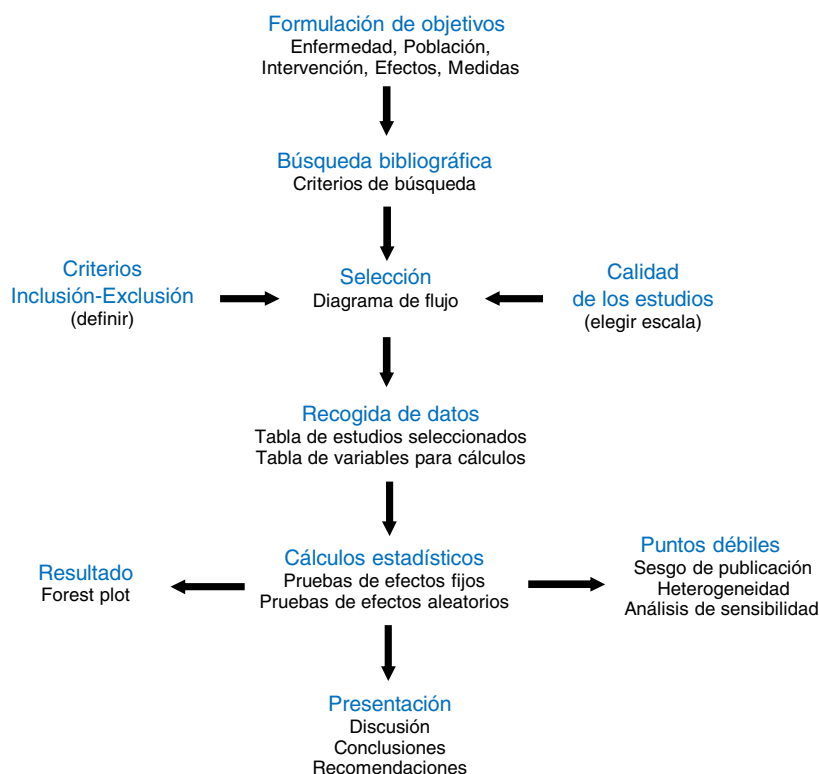 Formulación de objetivos
Enfermedad, Población,
Intervención, Efectos, Medidas
Búsqueda bibliográfica
Criterios de búsqueda
Criterios
Inclusión-Exclusión
(definir)
Selección
Diagrama de flujo
Calidad
de los estudios
(elegir escala)
Recogida de datos
Tabla de estudios seleccionados
Tabla de variables para cálculos
Resultado
Forest plot
Cálculos estadísticos
Pruebas de efectos fijos
Pruebas de efectos aleatorios
Puntos débiles
Sesgo de publicación
Heterogeneidad
Análisis de sensibilidad
Presentación
Discusión
Conclusiones
Recomendaciones